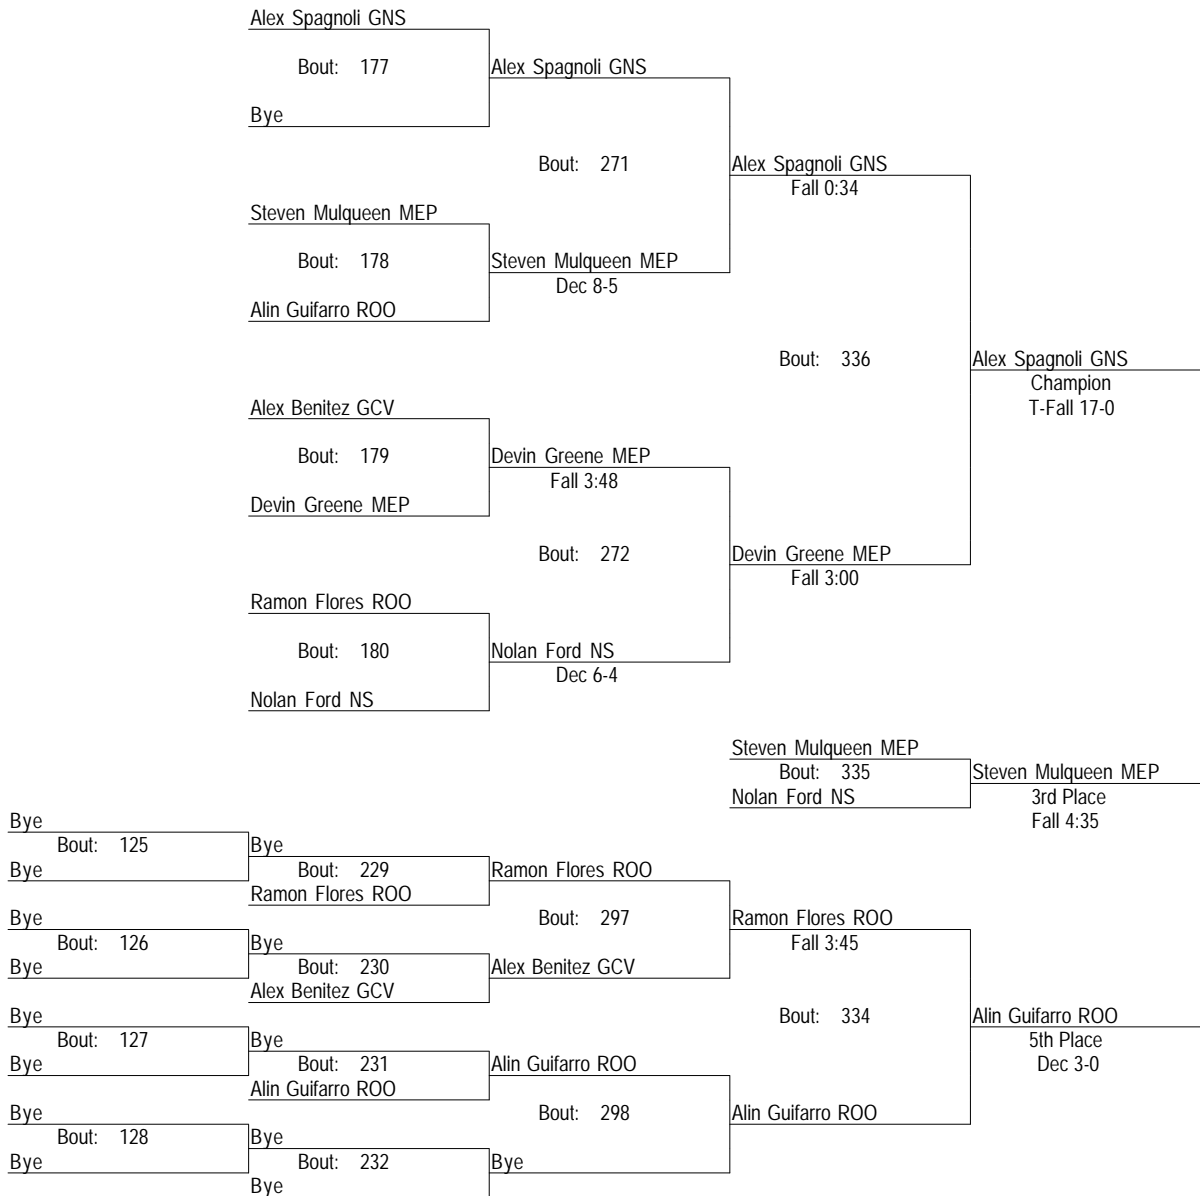 Alex Spagnoli GNS
Bout: 177
Alex Spagnoli GNS
Bye
Bout: 271
Alex Spagnoli GNS
Fall 0:34
Steven Mulqueen MEP
Bout: 178
Steven Mulqueen MEP
Dec 8-5
Alin Guifarro ROO
Bout: 336
Alex Spagnoli GNS
Champion
T-Fall 17-0
Alex Benitez GCV
Bout: 179
Devin Greene MEP
Fall 3:48
Devin Greene MEP
Bout: 272
Devin Greene MEP
Fall 3:00
Ramon Flores ROO
Bout: 180
Nolan Ford NS
Dec 6-4
Nolan Ford NS
Steven Mulqueen MEP
Bout: 335
Steven Mulqueen MEP
Nolan Ford NS
3rd Place
Fall 4:35
Bye
Bout: 125
Bye
Bye
Bout: 229
Ramon Flores ROO
Ramon Flores ROO
Bye
Bout: 297
Ramon Flores ROO
Fall 3:45
Bout: 126
Bye
Bye
Bout: 230
Alex Benitez GCV
Alex Benitez GCV
Bye
Bout: 334
Alin Guifarro ROO
5th Place
Dec 3-0
Bout: 127
Bye
Bye
Bout: 231
Alin Guifarro ROO
Alin Guifarro ROO
Bye
Bout: 298
Alin Guifarro ROO
Bout: 128
Bye
Bye
Bout: 232
Bye
Bye